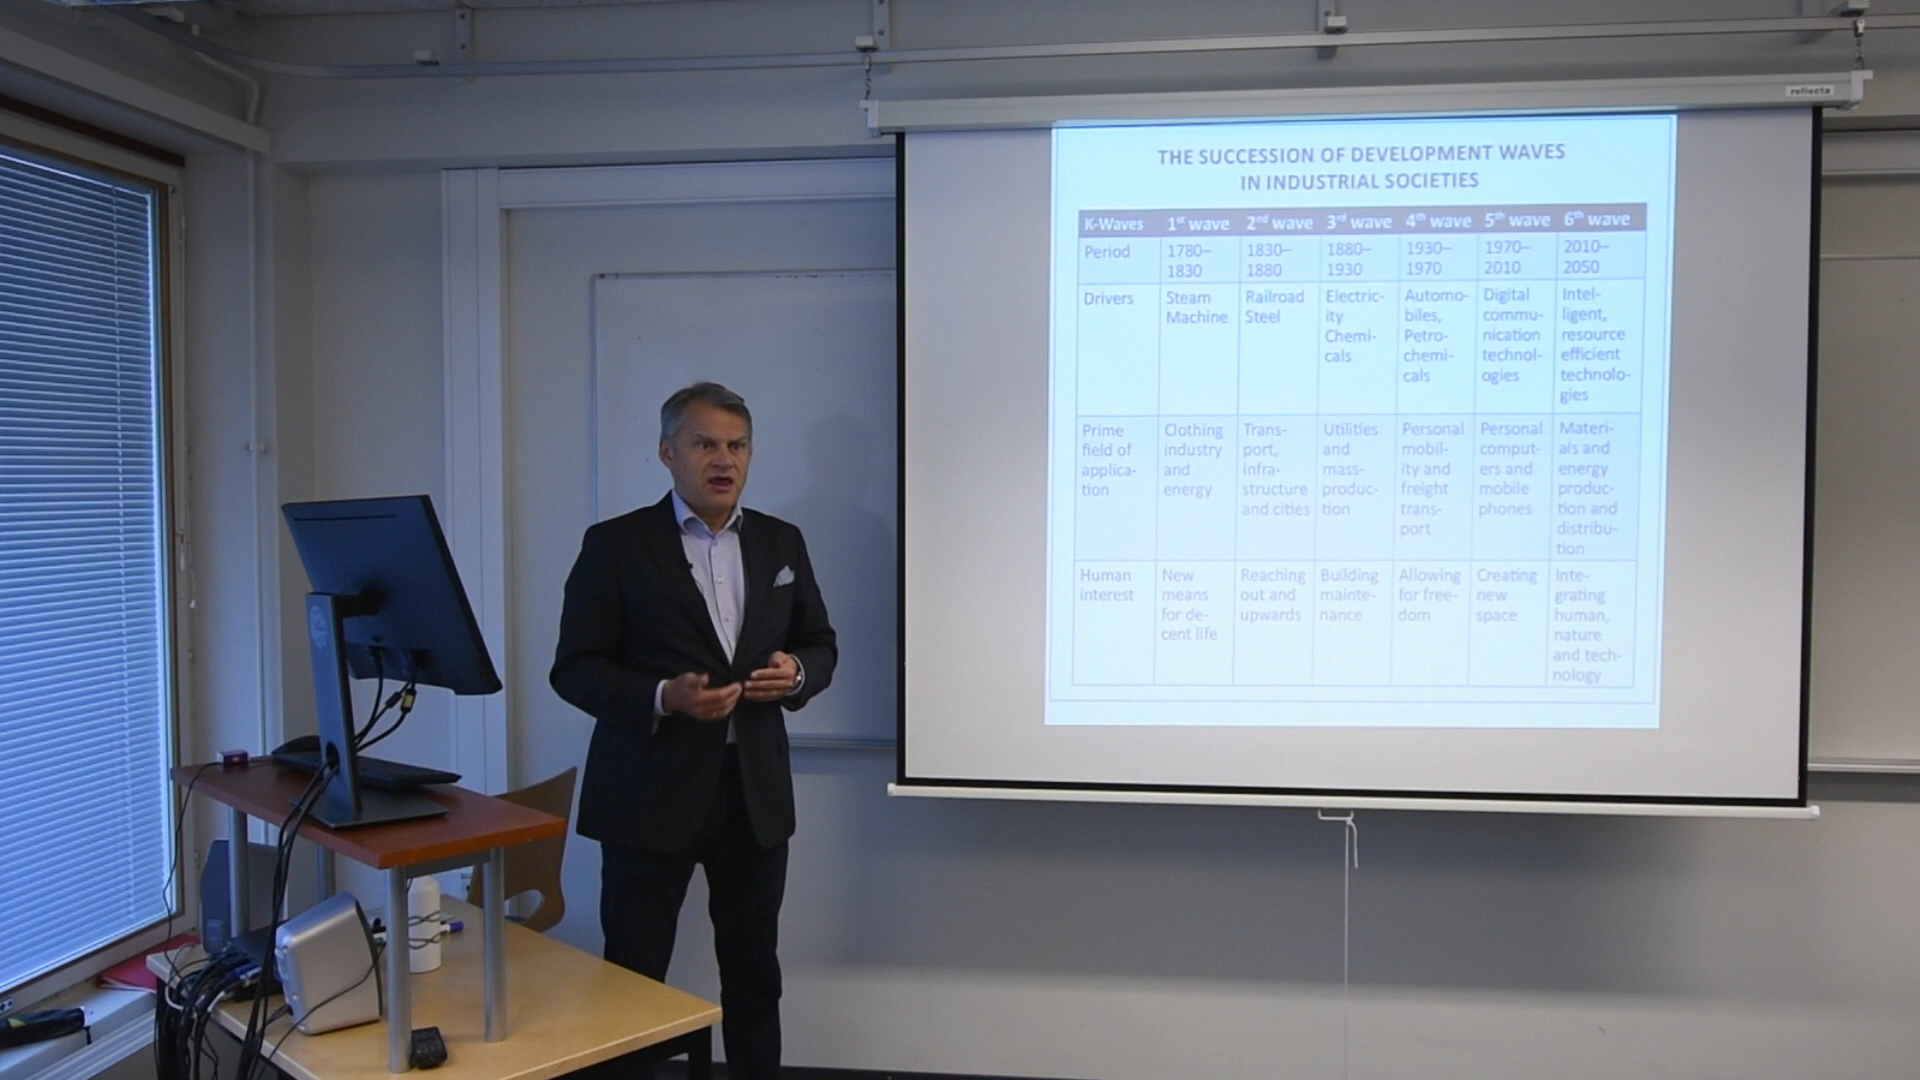 reflecta
THE SUCCESSION OF DEVELOPMENT WAVES
IN INDUSTRIAL SOCIETIES
K-Waves 1st wave 2nd wave 3rd wave 4th wave 5th wave 6th wave
Period
1780–
1830
1830–
1880
1880–
1930
1930–
1970
1970–
2010
2010–
2050
Drivers
Steam
Machine
Railroad
Steel
Electric-
ity
Chemi-
cals
Automo-
biles,
Petro-
chemi-
cals
Digital
commu-
nication
technol-
ogies
Intel-
ligent,
resource
efficient
technolo-
gies
Prime
field of
applica-
tion
Clothing
industry
and
energy
Trans-
port,
infra-
structure
and cities
Utilities
and
mass-
produc-
tion
Personal
mobil-
ity and
freight
trans-
port
Personal
comput-
ers and
mobile
phones
Materi-
als and
energy
produc-
tion and
distribu-
tion
Human
interest
New
means
for de-
cent life
Reaching
out and
upwards
Building
mainte-
nance
Allowing
for free-
dom
Creating
new
space
Inte-
grating
human,
nature
and tech-
nology